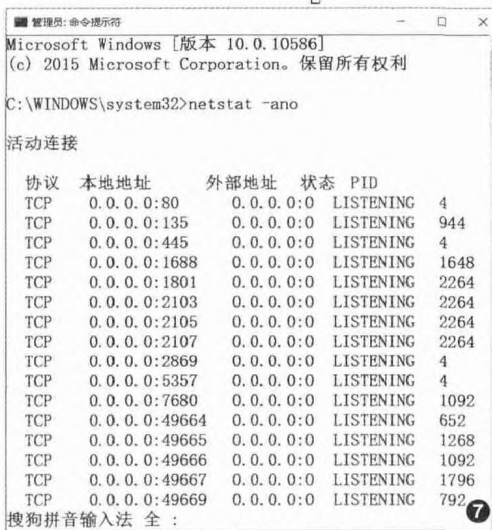 管理员: 命令提示符
Microsoft Windows [版本 10.0.10586]
(c) 2015 Microsoft Corporation。保留所有权利
C:\WINDOWS\system32>netstat -ano
活动连接
协议 本地地址 外部地址 状态 PID
TCP 0.0.0.0:80 0.0.0.0:0 LISTENING 4
TCP 0.0.0.0:135 0.0.0.0:0 LISTENING 944
TCP 0.0.0.0:445 0.0.0.0:0 LISTENING 4
TCP 0.0.0.0:1688 0.0.0.0:0 LISTENING 1648
TCP 0.0.0.0:1801 0.0.0.0:0 LISTENING 2264
TCP 0.0.0.0:2103 0.0.0.0:0 LISTENING 2264
TCP 0.0.0.0:2105 0.0.0.0:0 LISTENING 2264
TCP 0.0.0.0:2107 0.0.0.0:0 LISTENING 2264
TCP 0.0.0.0:2869 0.0.0.0:0 LISTENING 4
TCP 0.0.0.0:5357 0.0.0.0:0 LISTENING 4
TCP 0.0.0.0:7680 0.0.0.0:0 LISTENING 1092
TCP 0.0.0.0:49664 0.0.0.0:0 LISTENING 652
TCP 0.0.0.0:49665 0.0.0.0:0 LISTENING 1268
TCP 0.0.0.0:49666 0.0.0.0:0 LISTENING 1092
TCP 0.0.0.0:49667 0.0.0.0:0 LISTENING 1796
TCP 0.0.0.0:49669 0.0.0.0:0 LISTENING 792
搜狗拼音输入法 全 :
7